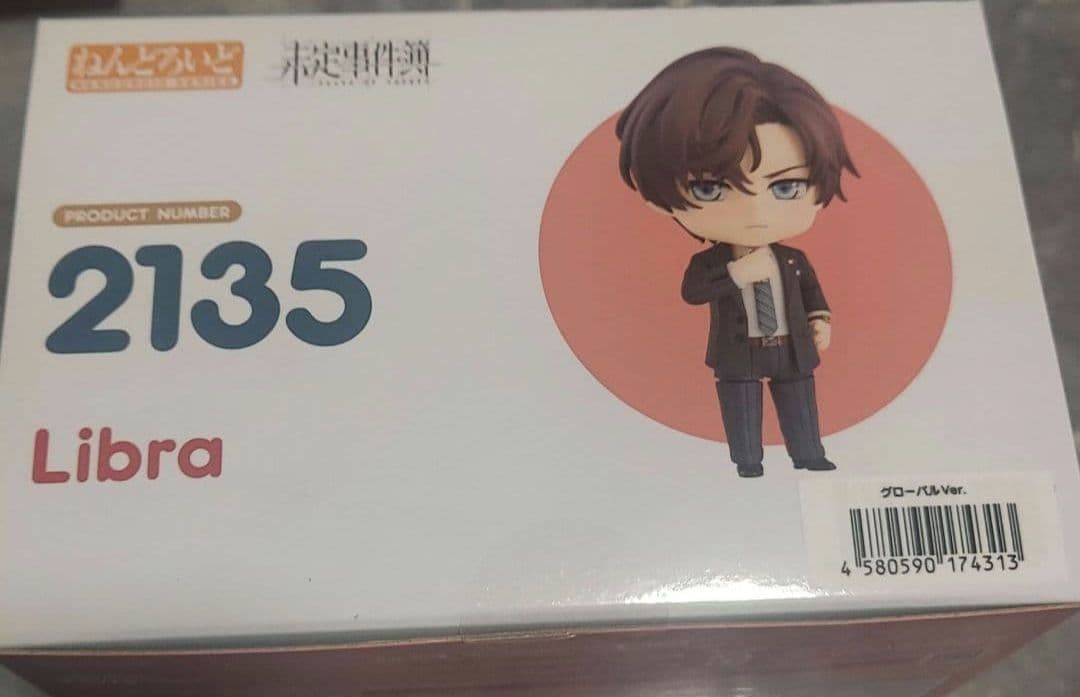 ねんどろいど
未定事件簿
PRODUCT NUMBER
2135
Libra
グローバルVer.
4 580590 174313